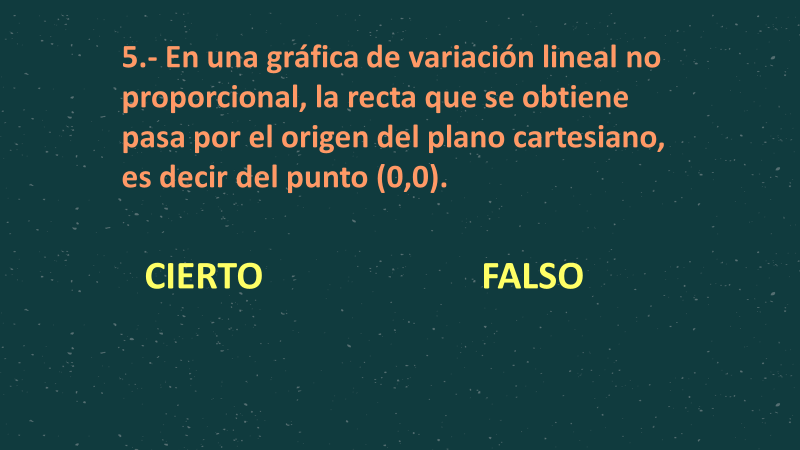 5.- En una gráfica de variación lineal no
proporcional, la recta que se obtiene
pasa por el origen del plano cartesiano,
es decir del punto (0,0).
CIERTO FALSO